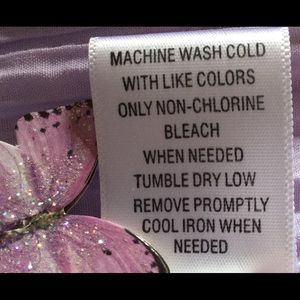 MACHINE WASH COLD
WITH LIKE COLORS
ONLY NON-CHLORINE
BLEACH
WHEN NEEDED
TUMBLE DRY LOW
REMOVE PROMPTLY
COOL IRON WHEN
NEEDED